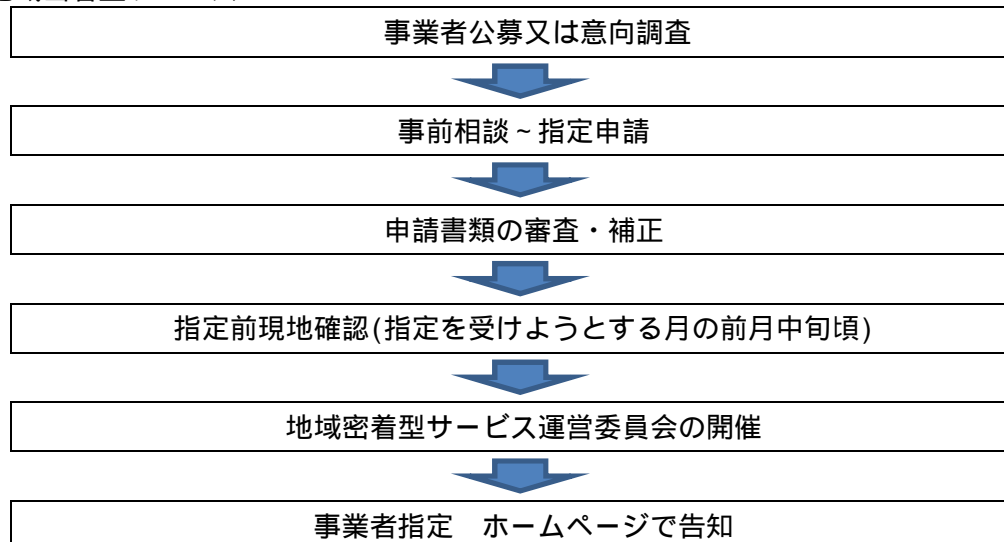 事業者公募又は意向調査
事前相談~指定申請
申請書類の審査・補正
指定前現地確認(指定を受けようとする月の前月中旬頃)
地域密着型サービス運営委員会の開催
事業者指定　ホームページで告知